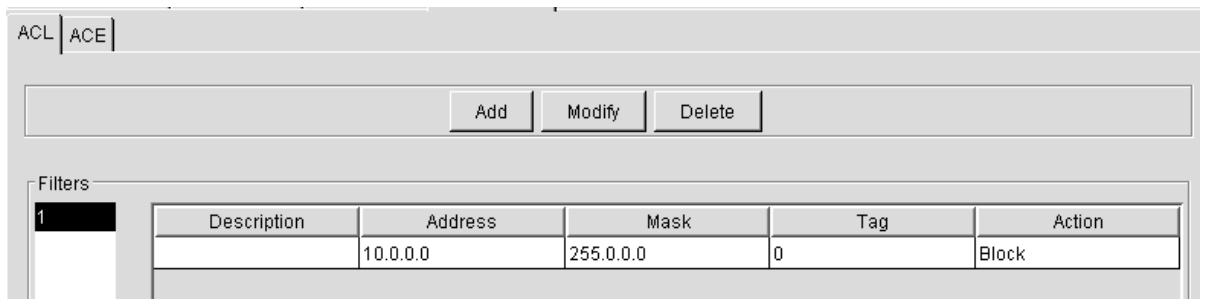 ACL ACE
Add Modify Delete
Filters
1
Description Address Mask Tag Action
10.0.0.0 255.0.0.0 0 Block